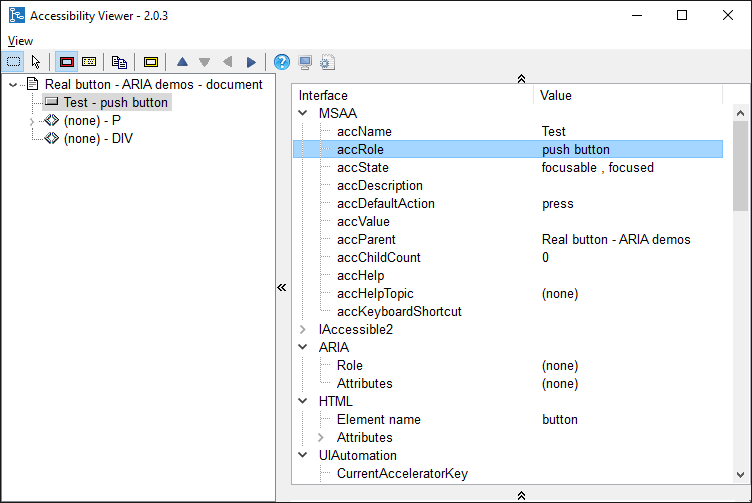 Accessibility Viewer - 2.0.3
View
Real button - ARIA demos - document
Test - push button
(none) - P
(none) - DIV
Interface Value
MSAA
accName Test
accRole push button
accState focusable , focused
accDescription
accDefaultAction press
accValue
accParent Real button - ARIA demos
accChildCount 0
accHelp
accHelpTopic (none)
accKeyboardShortcut
IAccessible2
ARIA
Role (none)
Attributes (none)
HTML
Element name button
Attributes
UIAutomation
CurrentAcceleratorKey